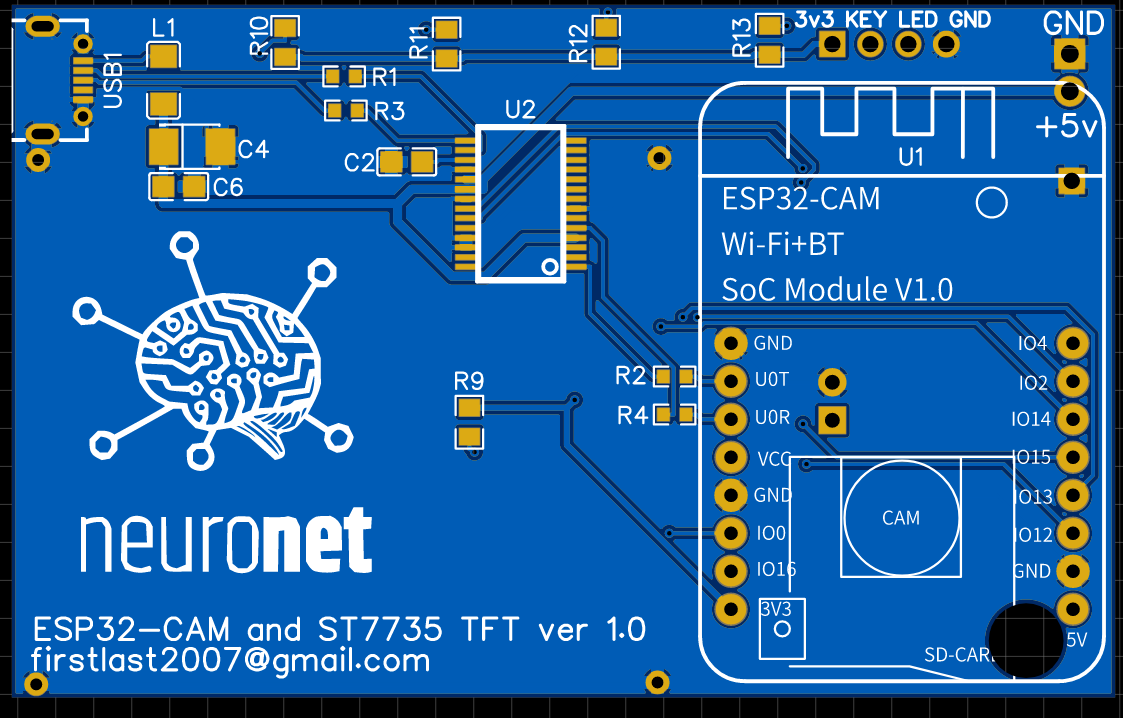 3v3 KEY LED GND
GND
L1
R10
R11
R12
R13
USB1
R1
R3
U2
+5v
C4
C2
C6
U1
ESP32-CAM
Wi-Fi+BT
SoC Module V1.0
GND
IO4
R2
U0T
IO2
R9
R4
U0R
IO14
VCC
IO15
GND
IO13
CAM
IO0
IO12
neuronet
IO16
GND
3V3
5V
SD-CAR
ESP32-CAM and ST7735 TFT ver 1.0
firstlast2007@gmail.com